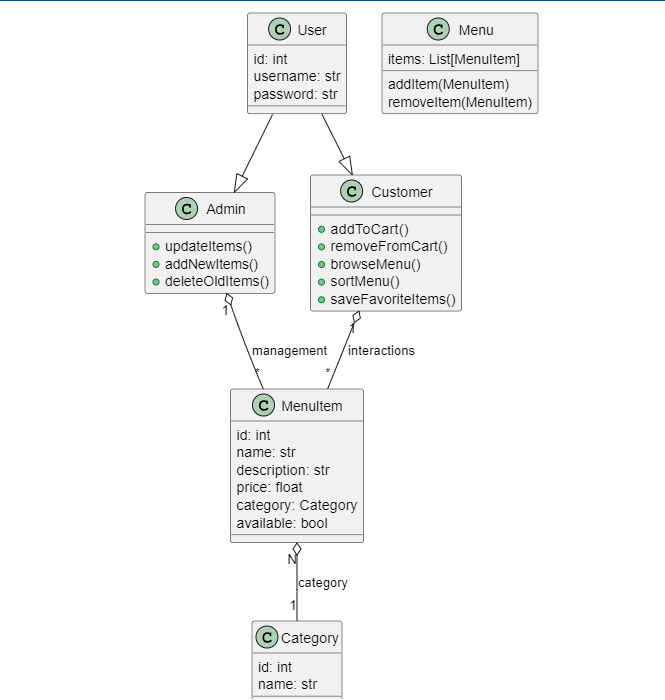 C User
id: int
username: str
password: str
C Menu
items: List[MenuItem]
addItem(MenuItem)
removeItem(MenuItem)
C Admin
updateItems()
addNewItems()
deleteOldItems()
C Customer
addToCart()
removeFromCart()
browseMenu()
sortMenu()
saveFavoriteItems()
1
1
management
interactions
*
*
C MenuItem
id: int
name: str
description: str
price: float
category: Category
available: bool
N
category
1
C Category
id: int
name: str